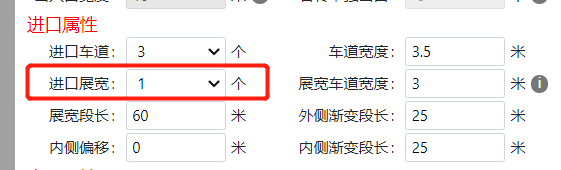 进口属性
进口车道： 3 个 车道宽度： 3.5 米
进口展宽： 1 个 展宽车道宽度： 3 米 i
展宽段长： 60 米 外侧渐变段长： 25 米
内侧偏移： 0 米 内侧渐变段长： 25 米